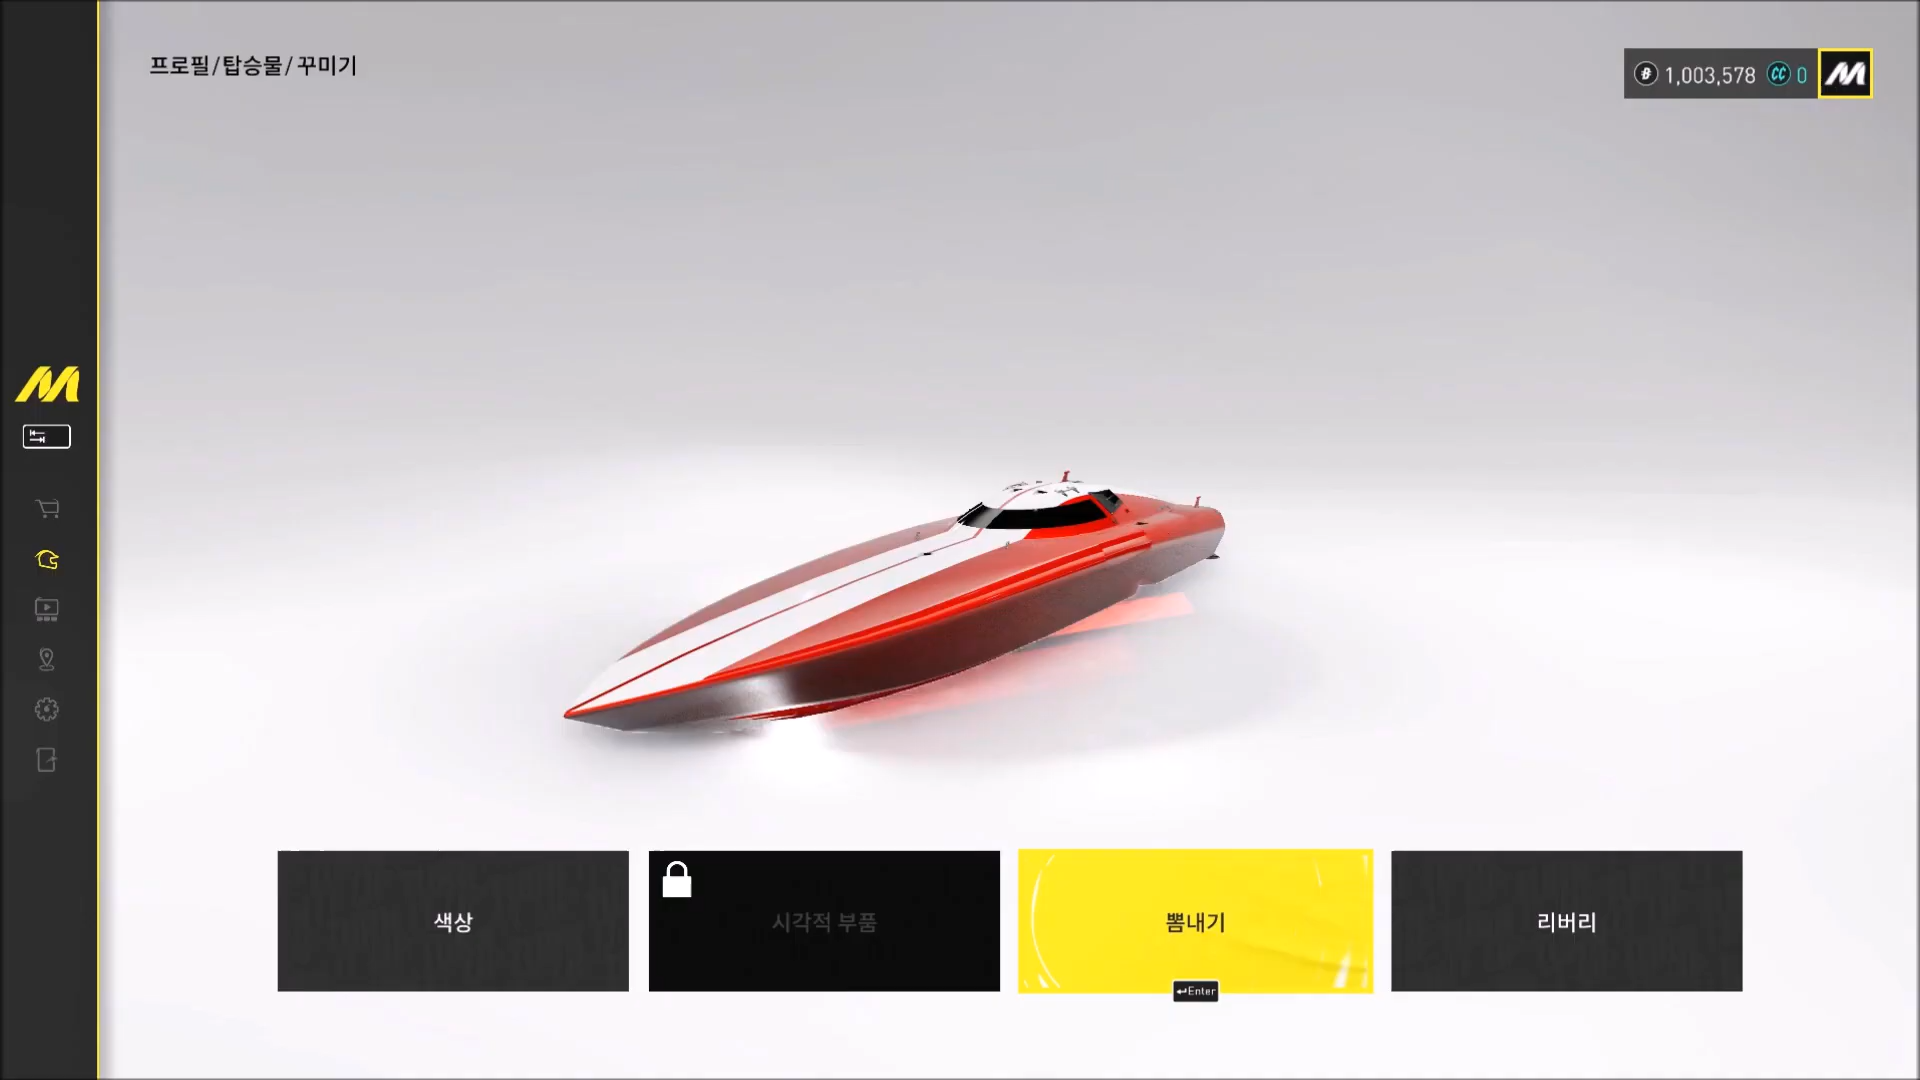 프로필/탑승물/꾸미기
1,003,578 CC 0
색상
시각적 부품
뽐내기
리버리
Enter